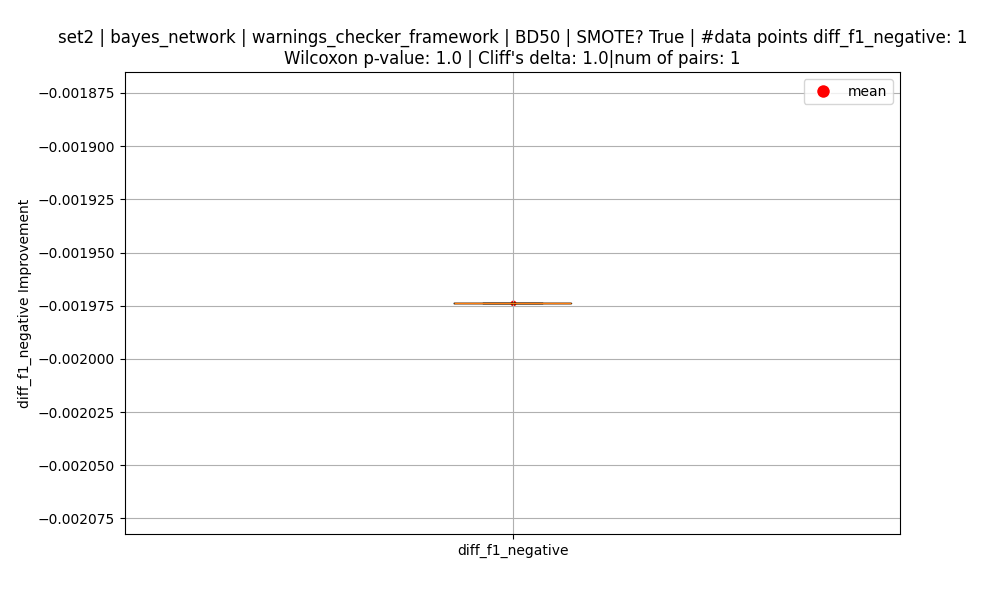 set2 | bayes_network | warnings_checker_framework | BD50 | SMOTE? True | #data points diff_f1_negative: 1
Wilcoxon p-value: 1.0 | Cliff's delta: 1.0|num of pairs: 1
mean
diff_f1_negative Improvement
−0.001875
−0.001900
−0.001925
−0.001950
−0.001975
−0.002000
−0.002025
−0.002050
−0.002075
diff_f1_negative